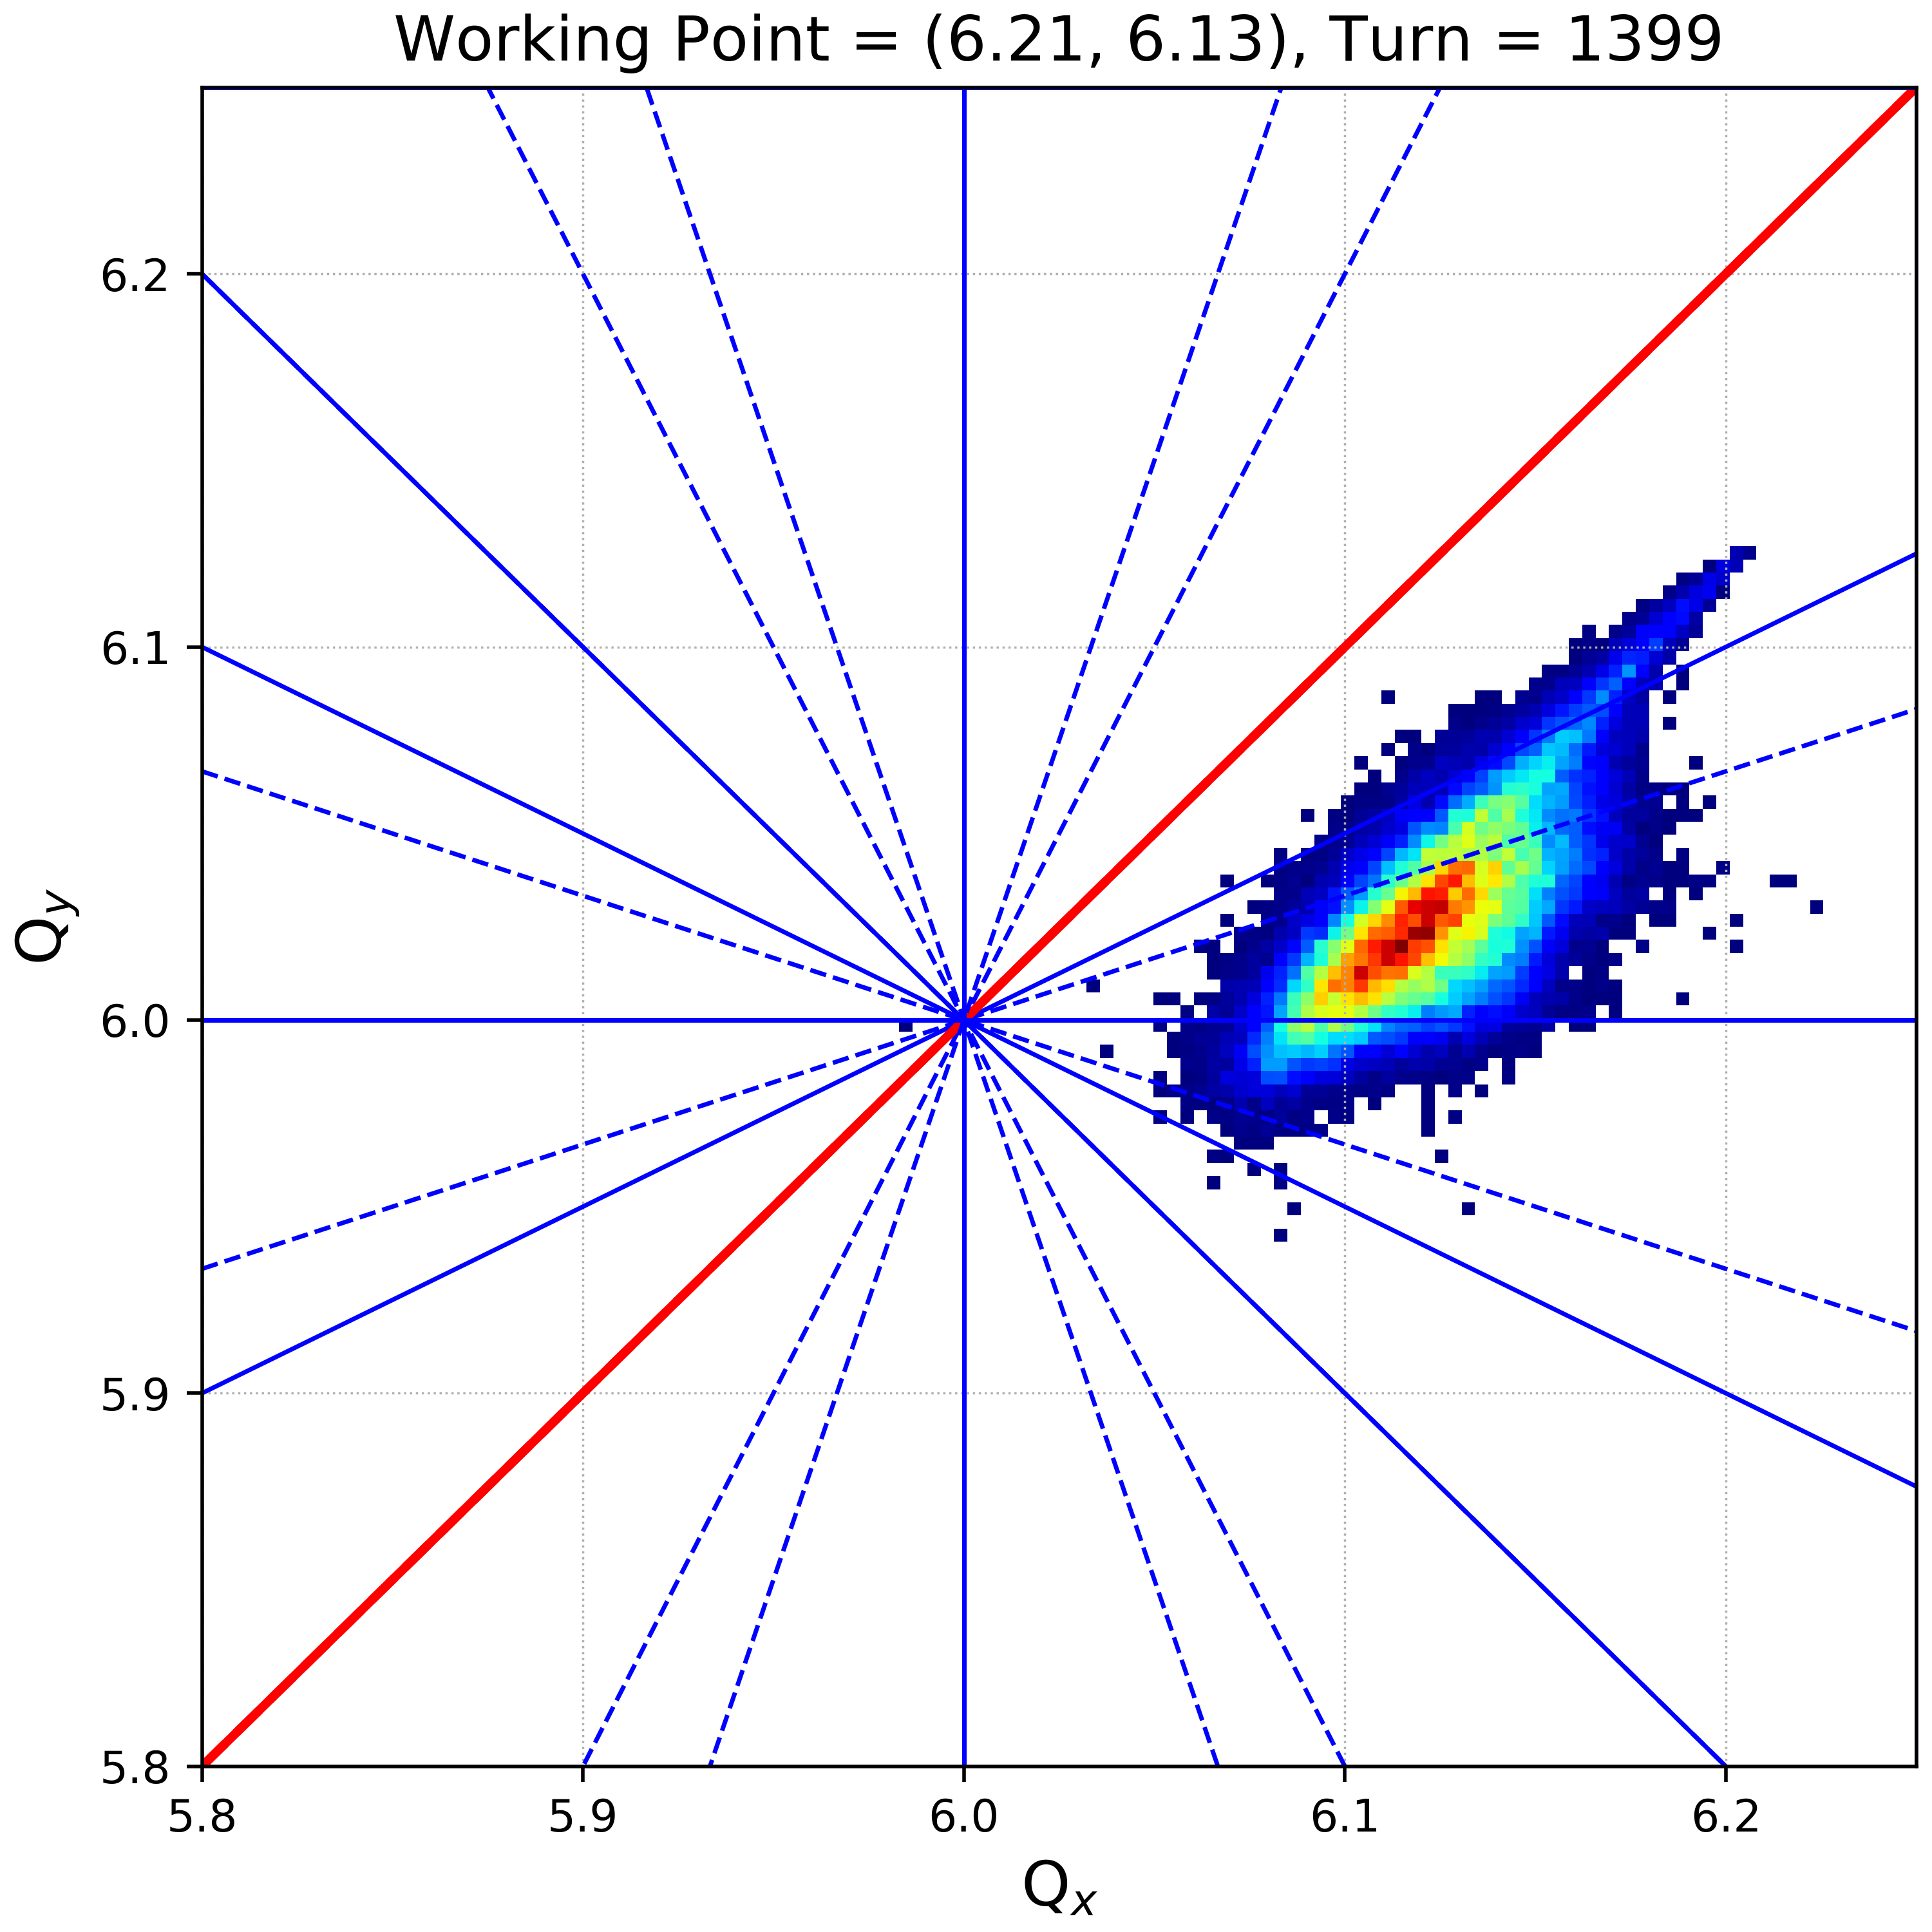 Working Point = (6.21, 6.13), Turn = 1399
6.2
6.1
6.0
5.9
5.8
Qy
5.8 5.9 6.0 6.1 6.2
Qx